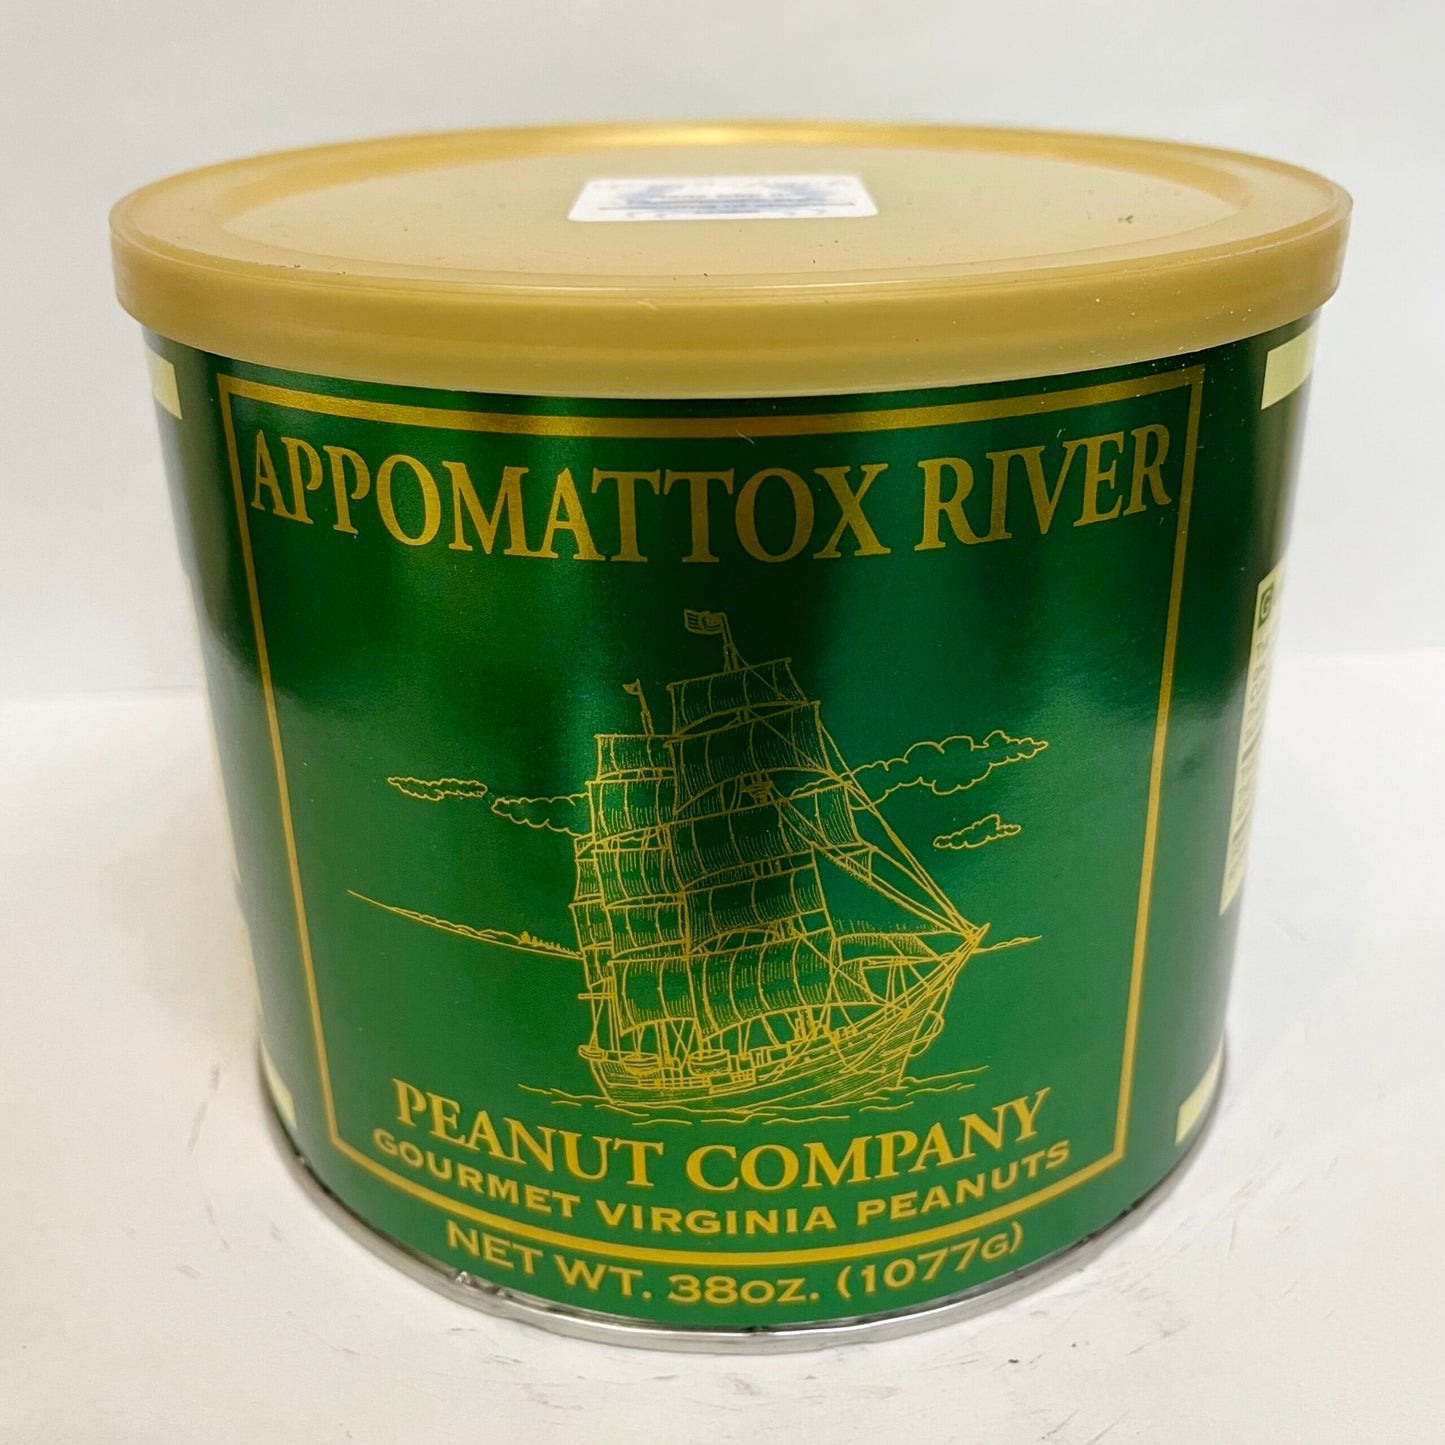 APPOMATTOX RIVER
PEANUT COMPANY
GOURMET VIRGINIA PEANUTS
NET WT. 38OZ. (1077G)